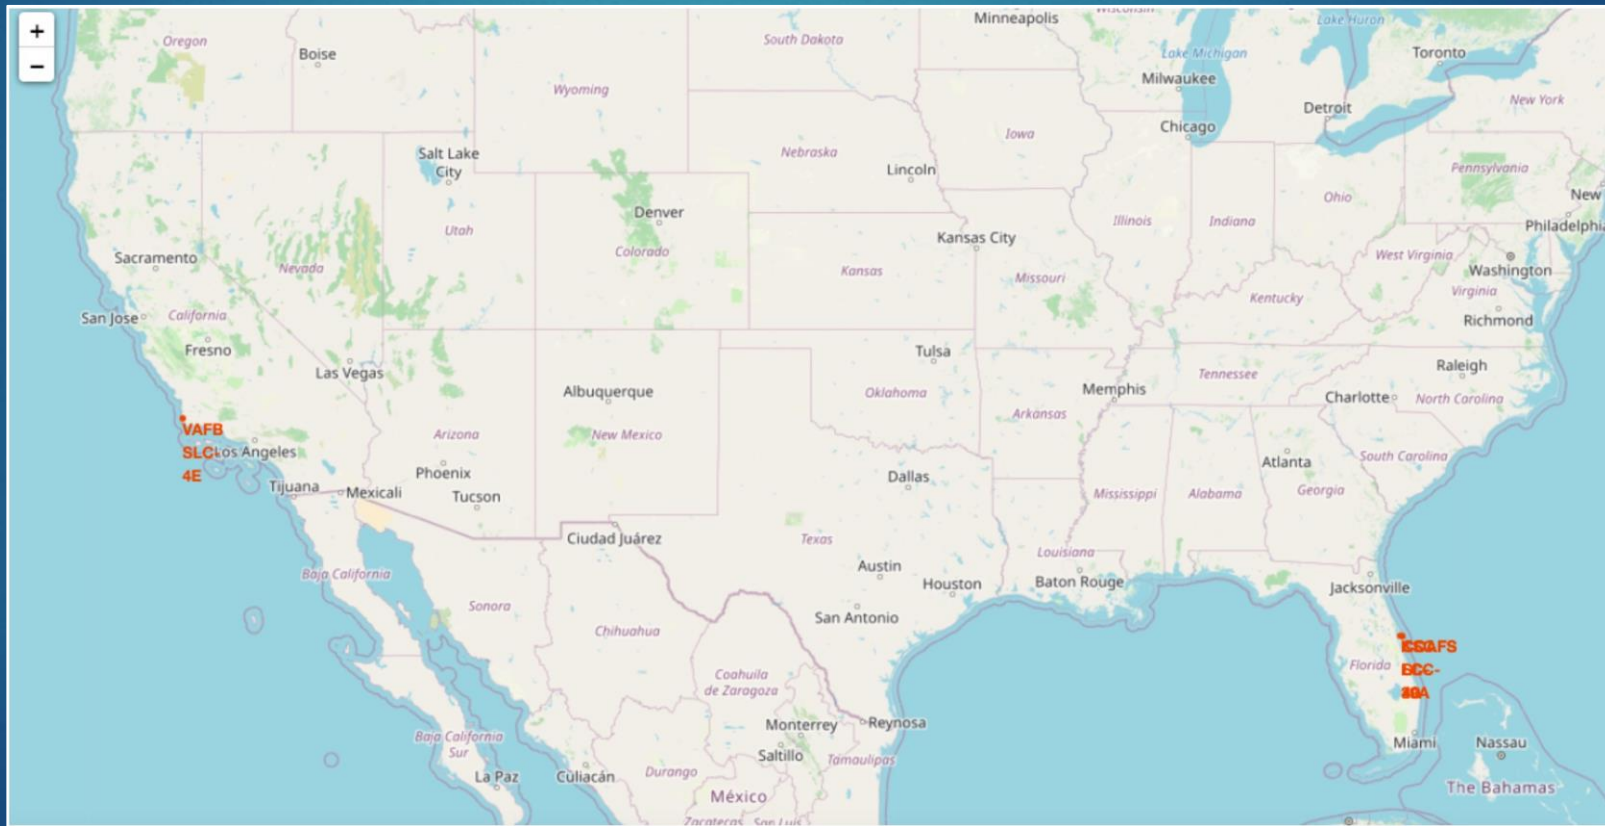 +
−
Minneapolis
Wisconsin
Lake Huron
Oregon
Boise
South Dakota
Lake Michigan
Toronto
Milwaukee
Wyoming
New York
Detroit
Chicago
Iowa
Salt Lake
City
Nebraska
Lincoln
Pennsylvania
Ohio
New
Denver
Utah
Illinois
Indiana
Philadelphia
Kansas City
Sacramento
Colorado
West Virginia
Nevada
Kansas
Missouri
Washington
Kentucky
Virginia
San Jose
California
Richmond
Fresno
Tulsa
Las Vegas
Raleigh
Tennessee
Albuquerque
Oklahoma
Memphis
Charlotte
North Carolina
Arkansas
VAFB
SLC-
4E
Los Angeles
Arizona
New Mexico
South Carolina
Atlanta
Phoenix
Dallas
Tijuana
Mexicali
Tucson
Mississippi
Alabama
Georgia
Ciudad Juárez
Texas
Louisiana
Austin
Baja California
Houston
Baton Rouge
Jacksonville
Sonora
San Antonio
Chihuahua
Florida
Coahuila
de Zaragoza
Monterrey
Reynosa
Baja California
Sur
Saltillo
Tamaulipas
Miami
Nassau
La Paz
Culiacán
Durango
The Bahamas
México
Zacatecas
San Luis